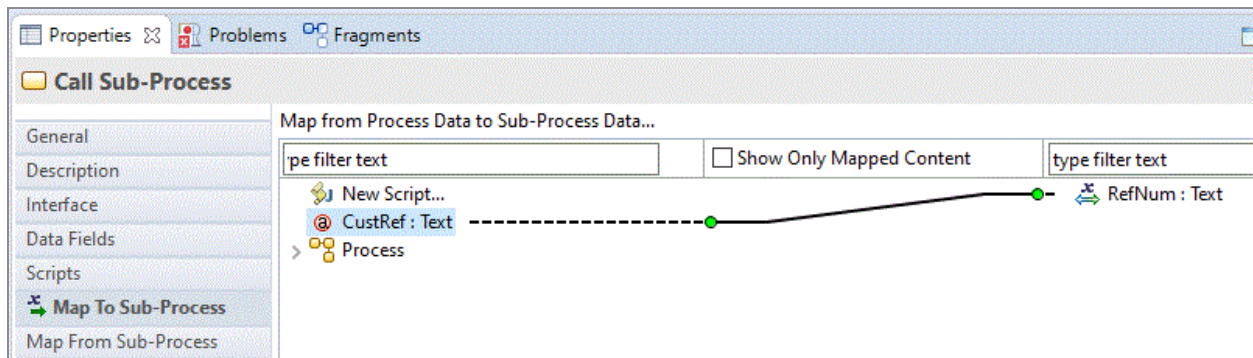 Properties Problems Fragments
Call Sub-Process
General
Description
Interface
Data Fields
Scripts
Map To Sub-Process
Map From Sub-Process
Map from Process Data to Sub-Process Data...
pe filter text
Show Only Mapped Content
type filter text
New Script...
RefNum : Text
CustRef : Text
Process